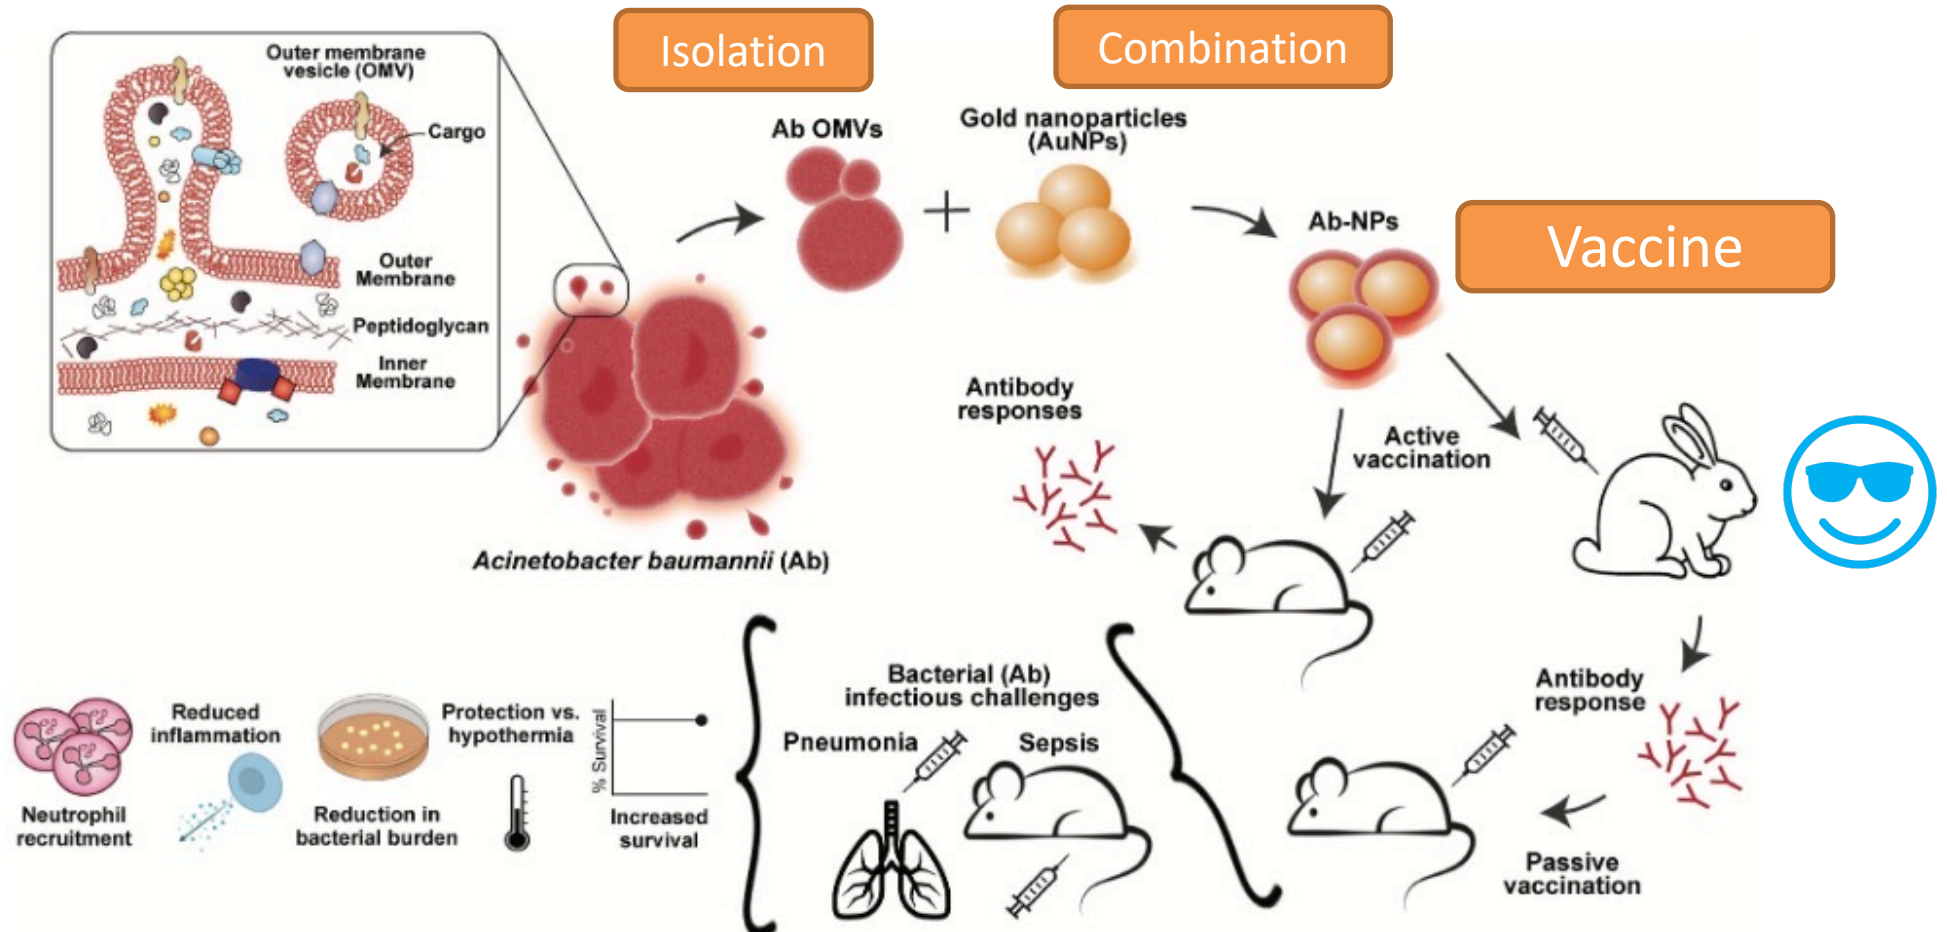 Isolation
Combination
Outer membrane
vesicle (OMV)
Cargo
Outer
Membrane
Peptidoglycan
Inner
Membrane
Ab OMVs
Gold nanoparticles
(AuNPs)
Ab-NPs
Vaccine
Acinetobacter baumannii (Ab)
Antibody
responses
Active
vaccination
Antibody
response
Passive
vaccination
Bacterial (Ab)
infectious challenges
Pneumonia
Sepsis
Neutrophil
recruitment
Reduced
inflammation
Reduction in
bacterial burden
Protection vs.
hypothermia
% Survival
Increased
survival